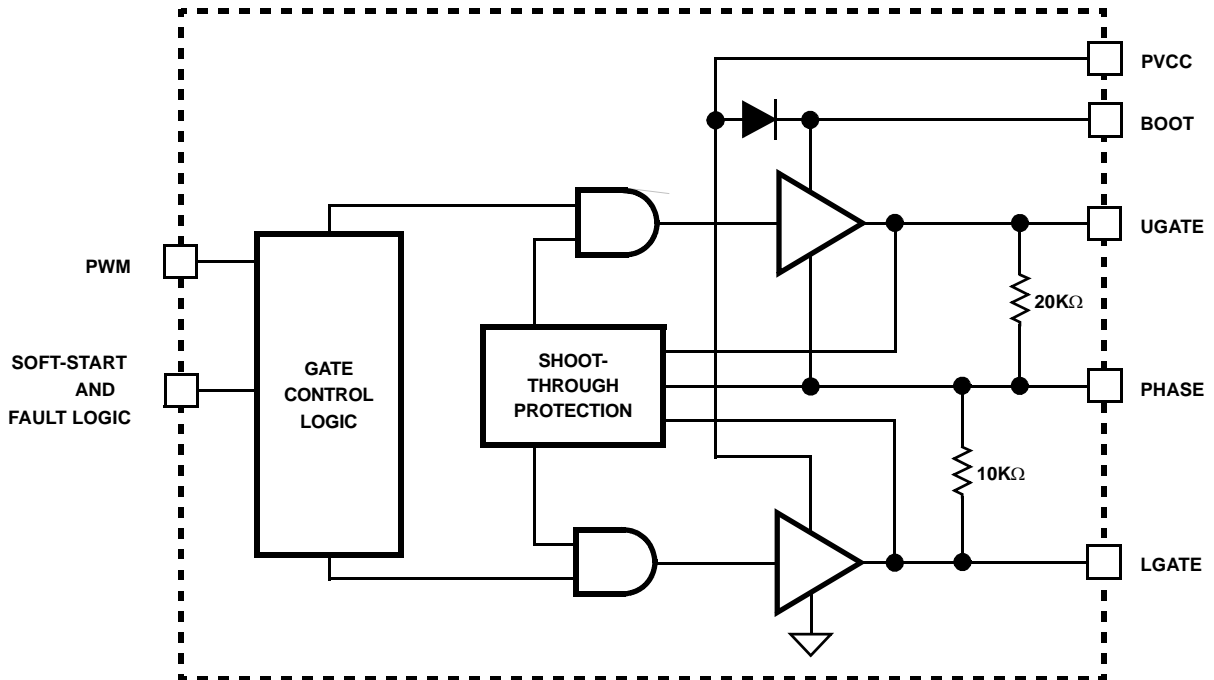 PVCC
BOOT
UGATE
PWM
20KΩ
SOFT-START
AND
FAULT LOGIC
GATE
CONTROL
LOGIC
SHOOT-
THROUGH
PROTECTION
PHASE
10KΩ
LGATE